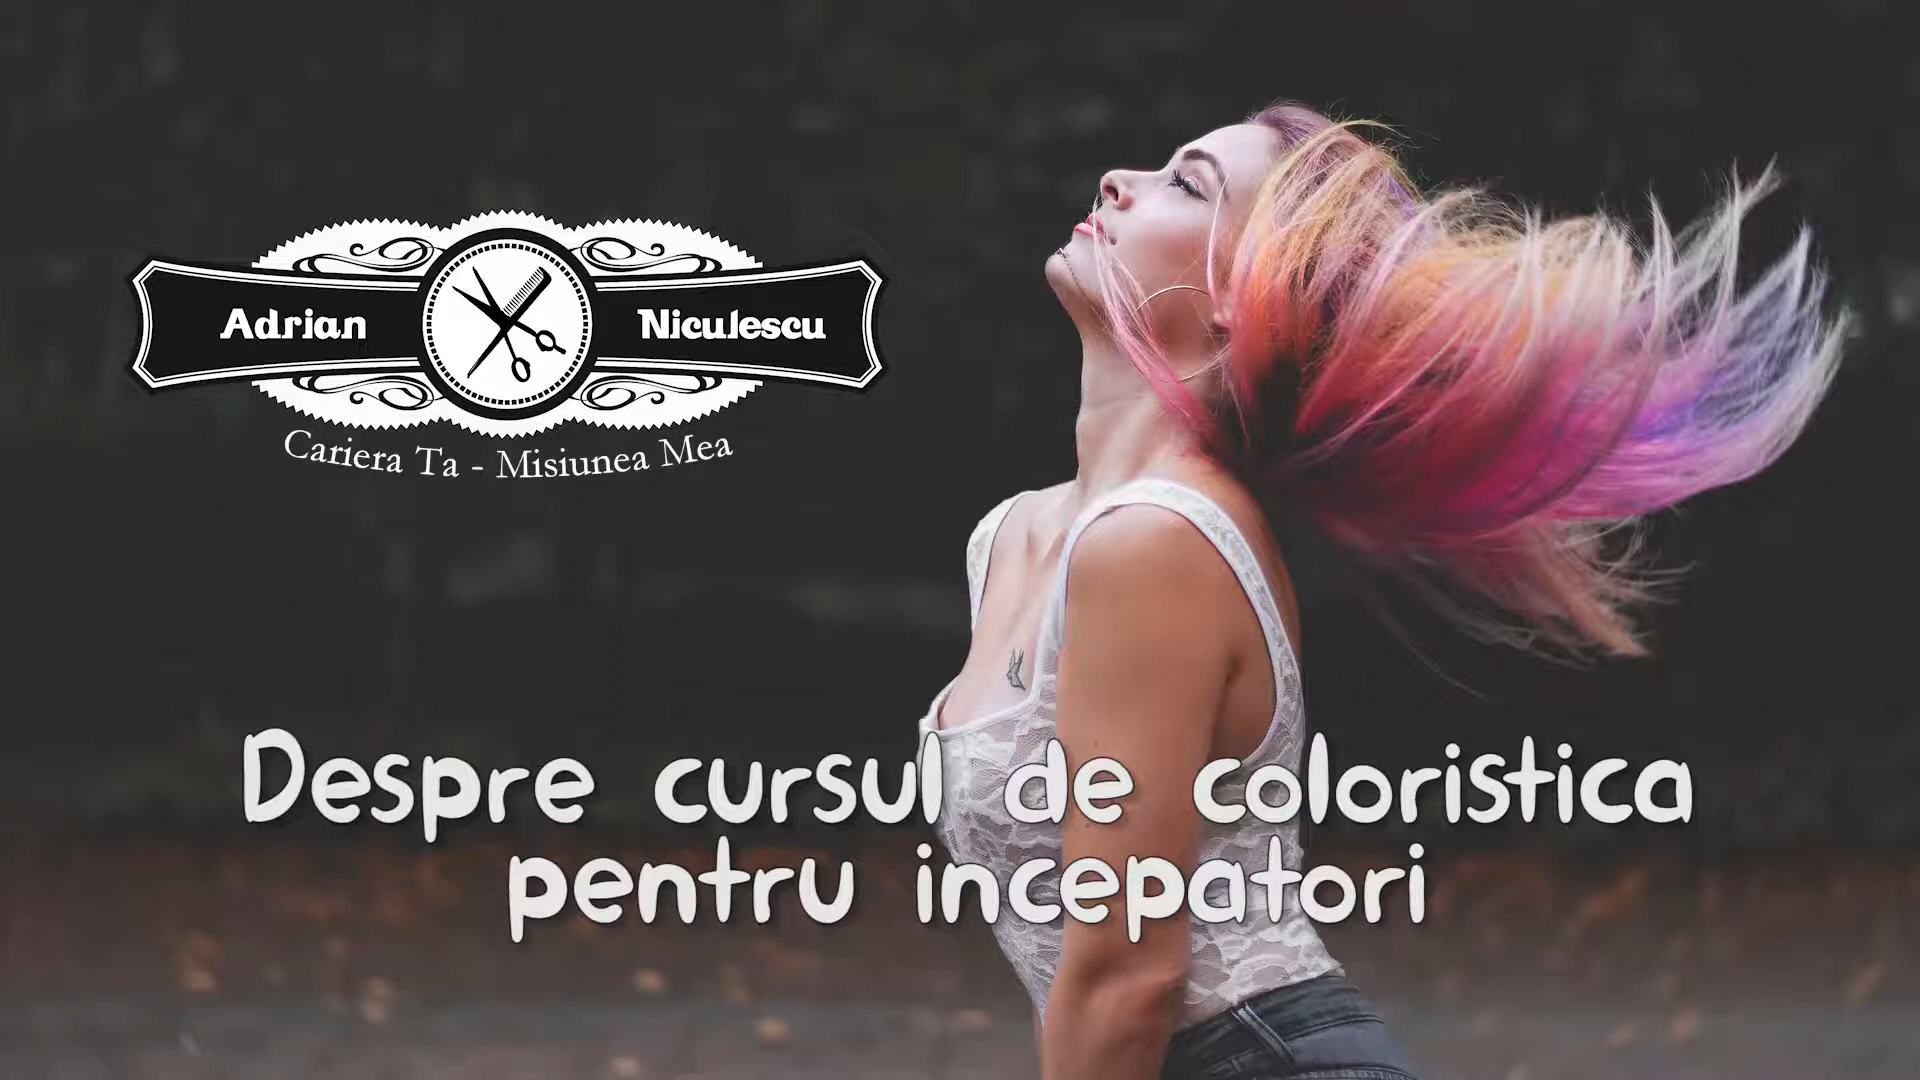 Adrian Niculescu
Cariera Ta - Misiunea Mea
Despre cursul de coloristica
pentru incepatori